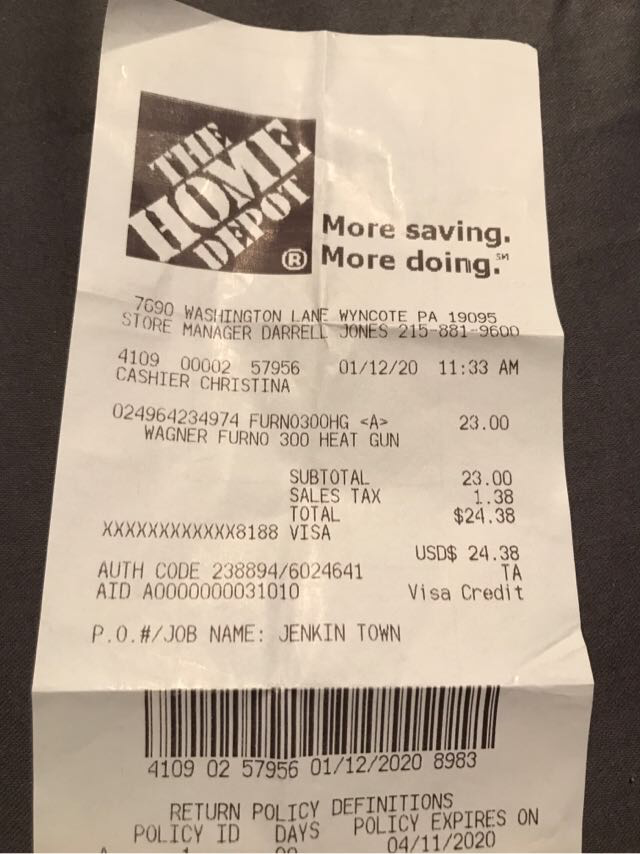 THE
HOME
DEPOT
®
More saving.
More doing.℠
7690 WASHINGTON LANE WYNCOTE PA 19095
STORE MANAGER DARRELL JONES 215-881-9600
4109 00002 57956 01/12/20 11:33 AM
CASHIER CHRISTINA
024964234974 FURNO300HG <A> 23.00
WAGNER FURNO 300 HEAT GUN
SUBTOTAL 23.00
SALES TAX 1.38
TOTAL $24.38
XXXXXXXXXXXX8188 VISA
USD$ 24.38
AUTH CODE 238894/6024641 TA
AID A0000000031010 Visa Credit
P.O.#/JOB NAME: JENKIN TOWN
4109 02 57956 01/12/2020 8983
RETURN POLICY DEFINITIONS
POLICY ID DAYS POLICY EXPIRES ON
04/11/2020